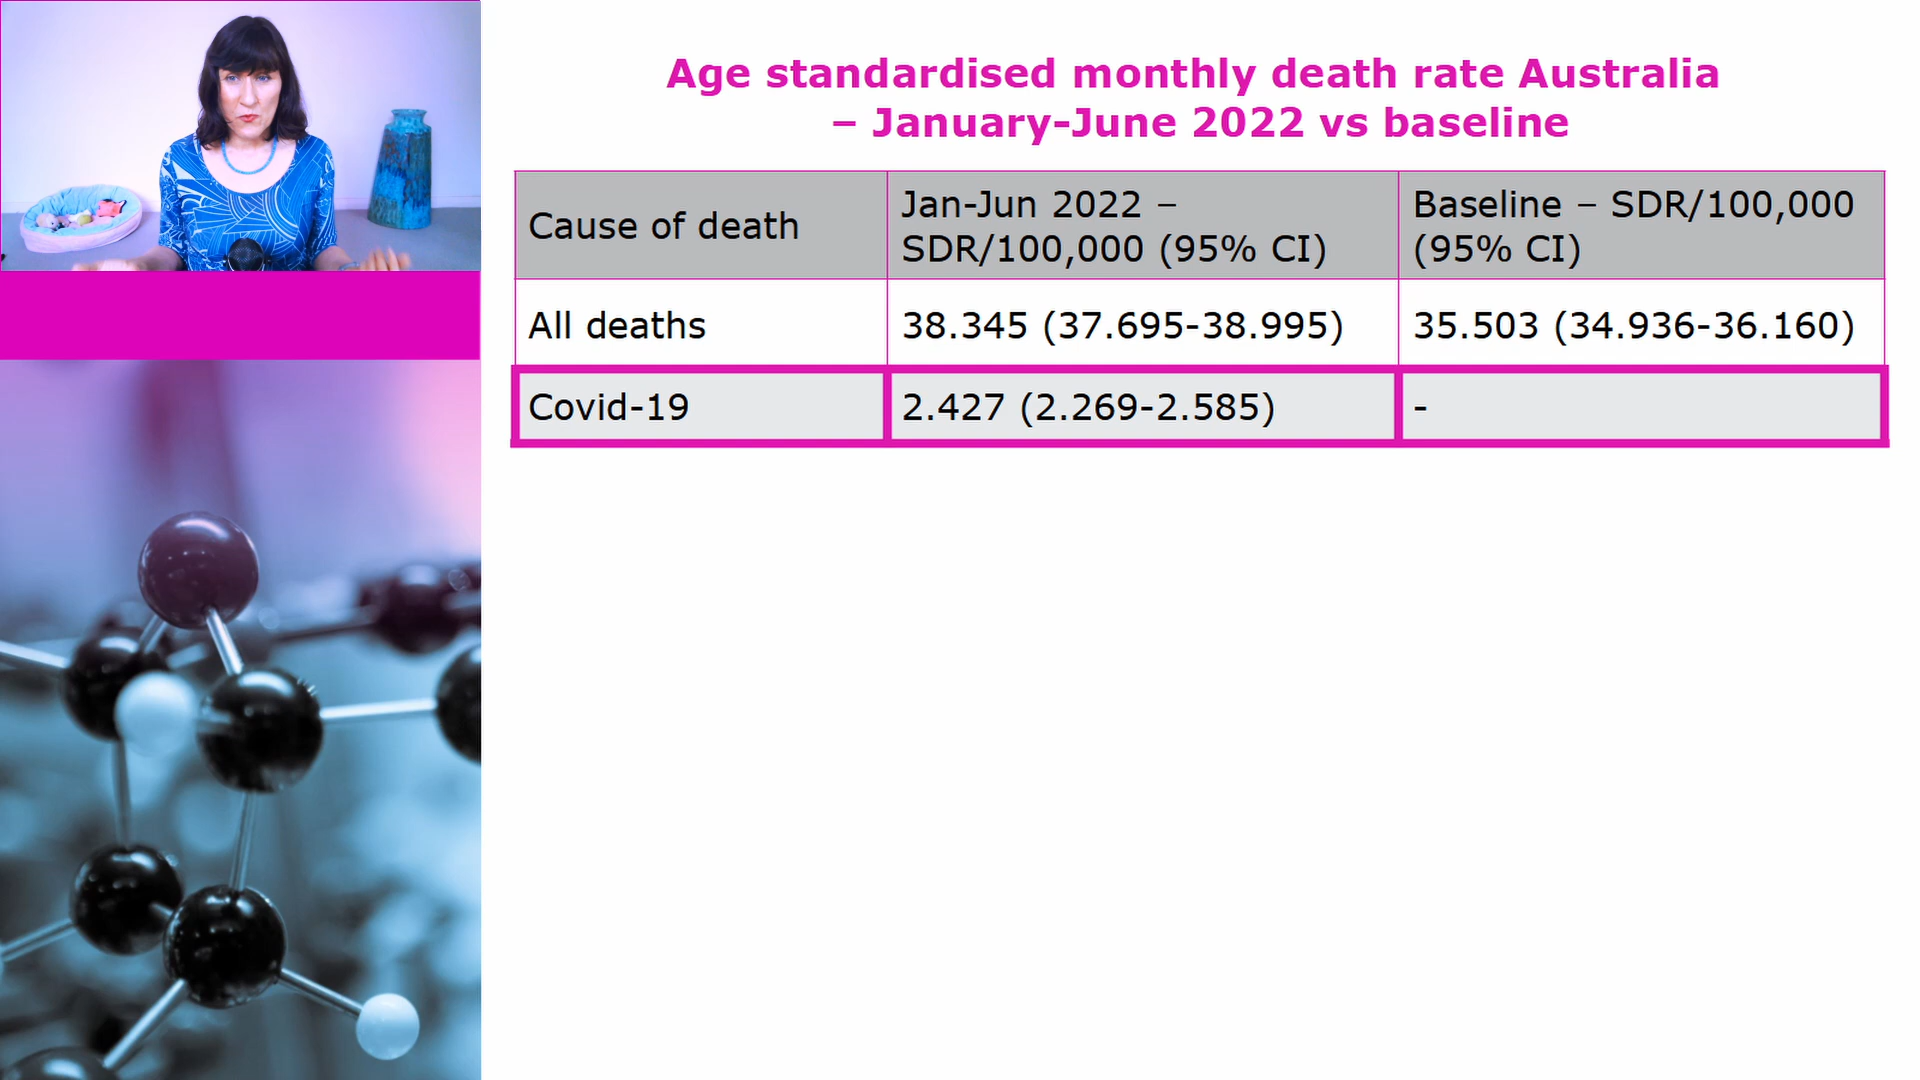 Age standardised monthly death rate Australia
– January-June 2022 vs baseline
Cause of death
Jan-Jun 2022 –
SDR/100,000 (95% CI)
Baseline – SDR/100,000
(95% CI)
All deaths
38.345 (37.695-38.995)
35.503 (34.936-36.160)
Covid-19
2.427 (2.269-2.585)
-